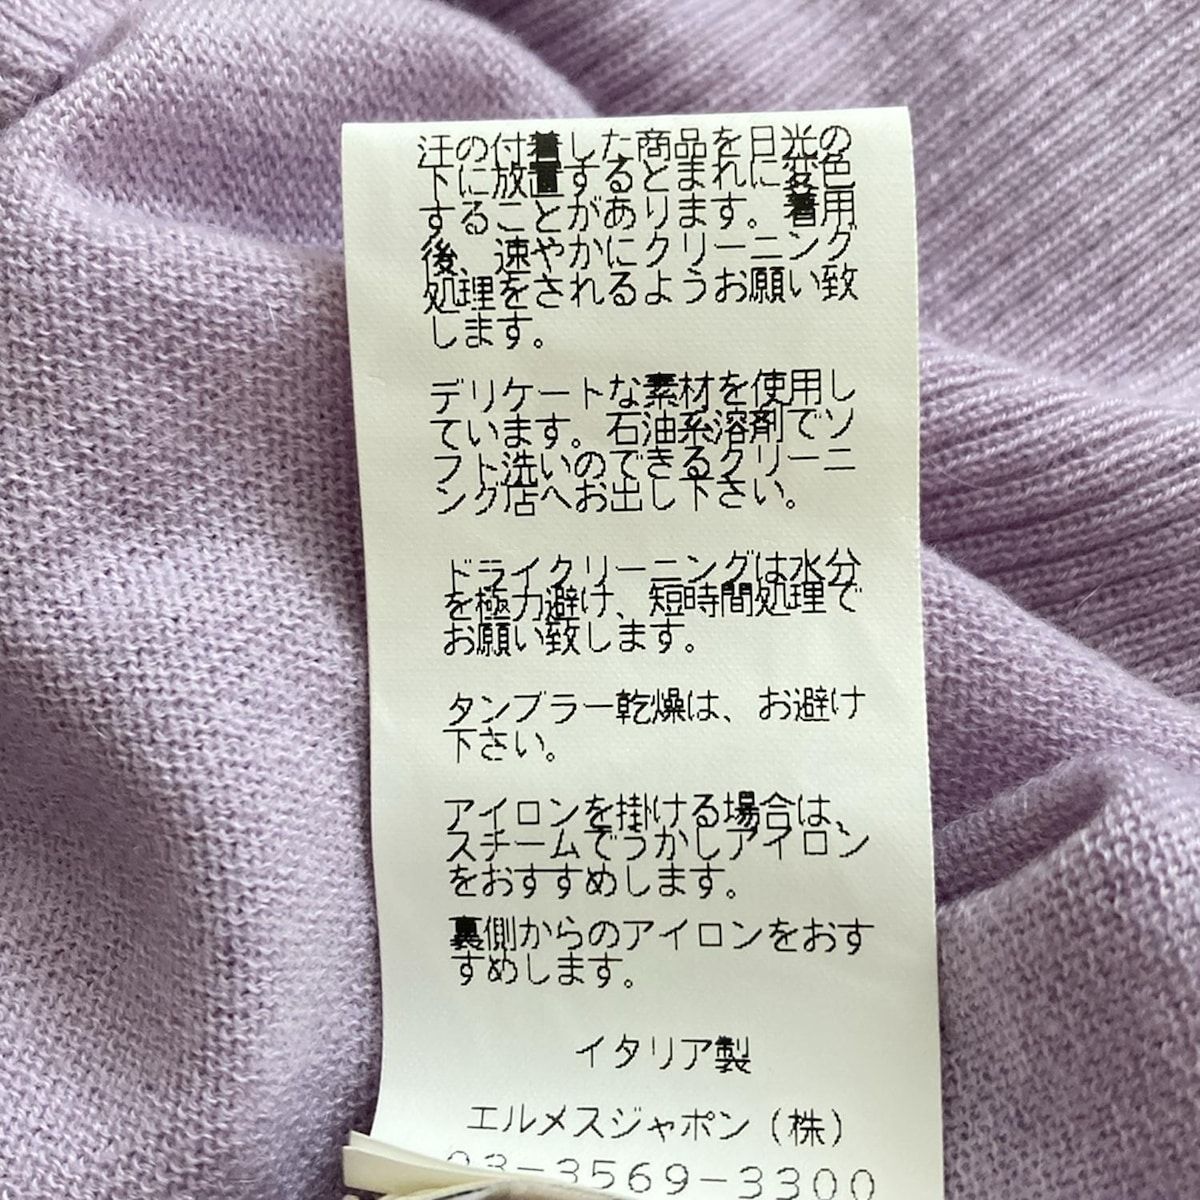 汗の付着した商品を日光の
下に放置するとまれに変色
することがあります。着用
後、速やかにクリーニング
処理をされるようお願い致
します。
デリケートな素材を使用し
ています。石油系溶剤でソ
フト洗いのできるクリーニ
ング店へお出し下さい。
ドライクリーニングは水分
を極力避け、短時間処理で
お願い致します。
タンブラー乾燥は、お避け
下さい。
アイロンを掛ける場合は、
スチームでうかしアイロン
をおすすめします。
裏側からのアイロンをおす
すめします。
イタリア製
エルメスジャポン(株)
03-3569-3300